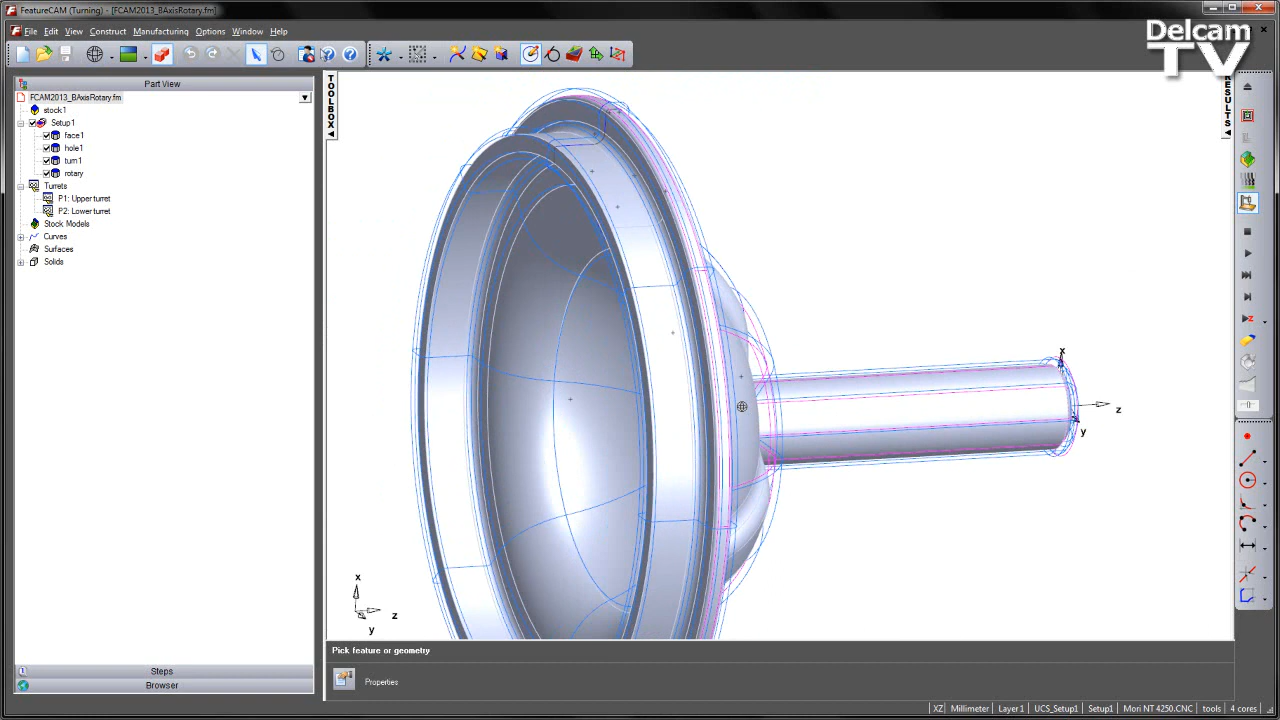 FeatureCAM (Turning) - [FCAM2013_BAxisRotary.fm]
File Edit View Construct Manufacturing Options Window Help
Delcam
TV
Part View
FCAM2013_BAxisRotary.fm
stock1
Setup1
face1
hole1
turn1
rotary
Turrets
P1: Upper turret
P2: Lower turret
Stock Models
Curves
Surfaces
Solids
Steps
Browser
TOOLBOX
RESULTS
x
z
y
x
z
y
Pick feature or geometry
Properties
XZ Millimeter Layer1 UCS_Setup1 Setup1 Mori NT 4250.CNC tools 4 cores